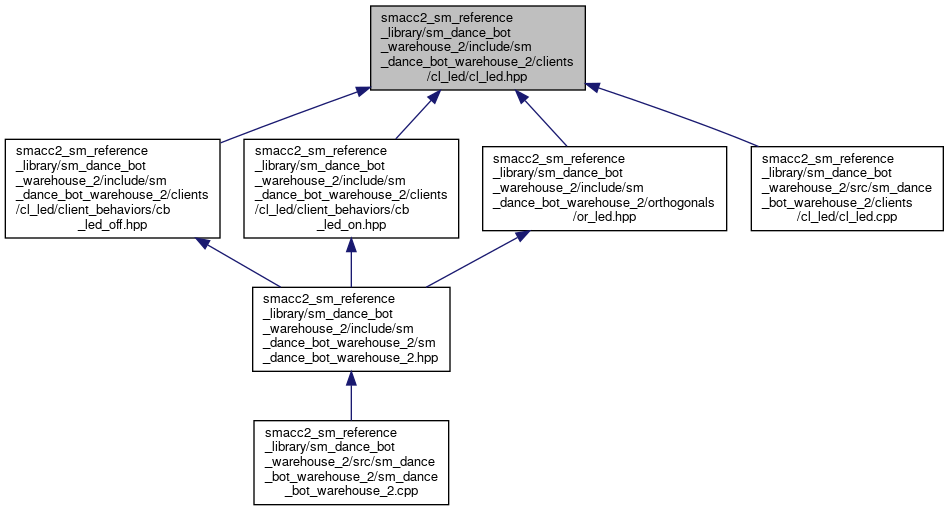 smacc2_sm_reference
_library/sm_dance_bot
_warehouse_2/include/sm
_dance_bot_warehouse_2/clients
/cl_led/cl_led.hpp
smacc2_sm_reference
_library/sm_dance_bot
_warehouse_2/include/sm
_dance_bot_warehouse_2/clients
/cl_led/client_behaviors/cb
_led_off.hpp
smacc2_sm_reference
_library/sm_dance_bot
_warehouse_2/include/sm
_dance_bot_warehouse_2/clients
/cl_led/client_behaviors/cb
_led_on.hpp
smacc2_sm_reference
_library/sm_dance_bot
_warehouse_2/include/sm
_dance_bot_warehouse_2/orthogonals
/or_led.hpp
smacc2_sm_reference
_library/sm_dance_bot
_warehouse_2/src/sm_dance
_bot_warehouse_2/clients
/cl_led/cl_led.cpp
smacc2_sm_reference
_library/sm_dance_bot
_warehouse_2/include/sm
_dance_bot_warehouse_2/sm
_dance_bot_warehouse_2.hpp
smacc2_sm_reference
_library/sm_dance_bot
_warehouse_2/src/sm_dance
_bot_warehouse_2/sm_dance
_bot_warehouse_2.cpp